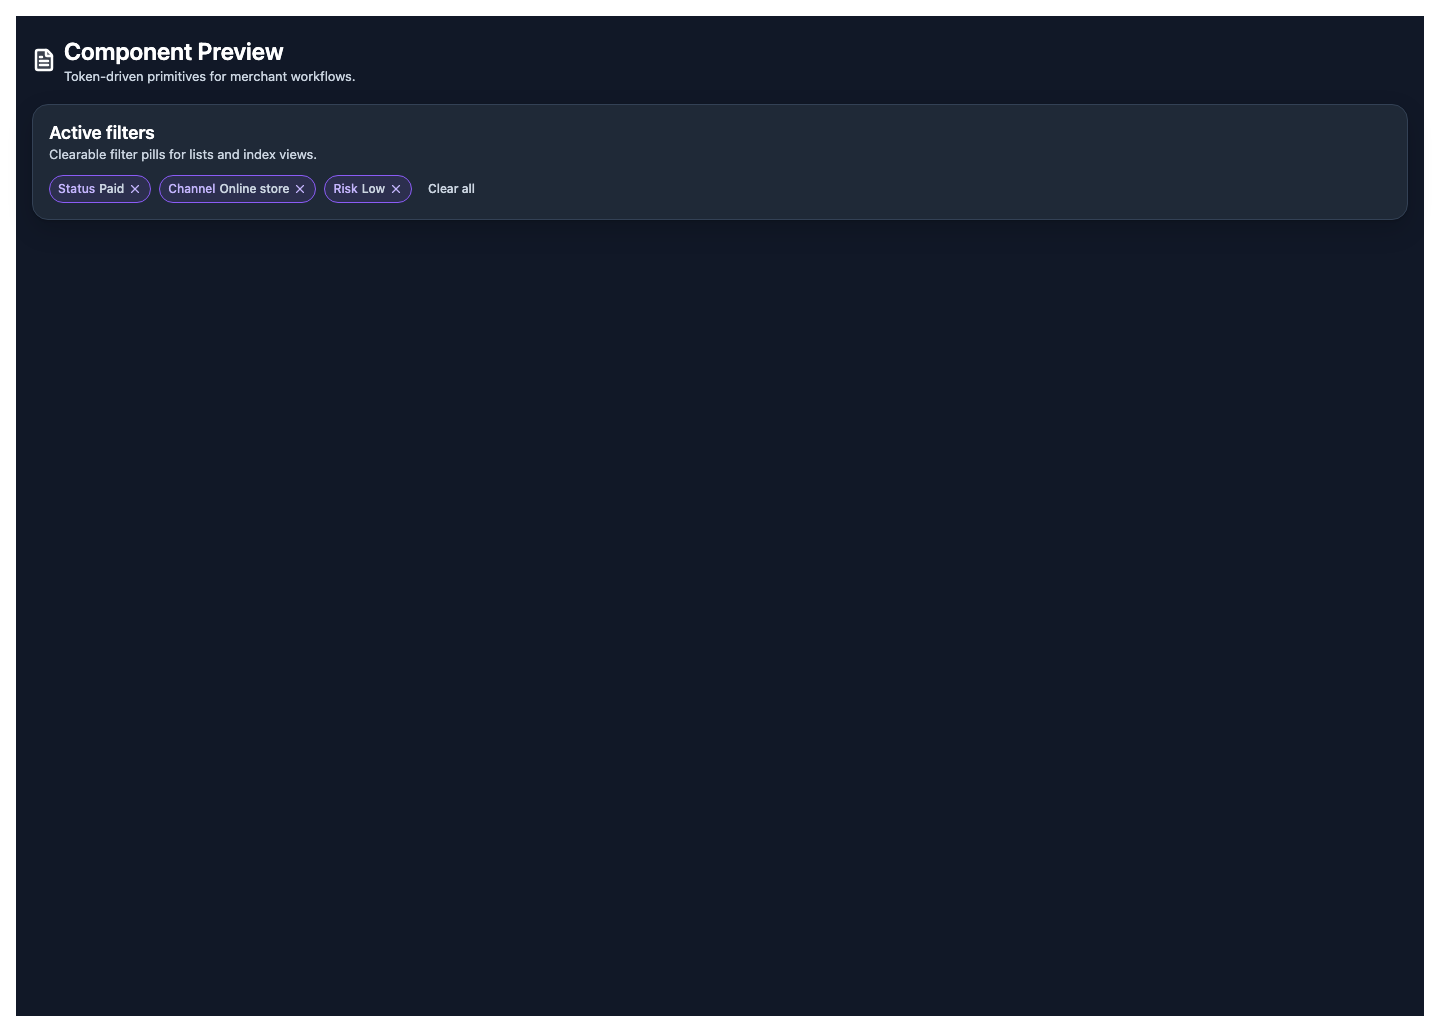 Component Preview
Token-driven primitives for merchant workflows.
Active filters
Clearable filter pills for lists and index views.
Status Paid Channel Online store Risk Low Clear all